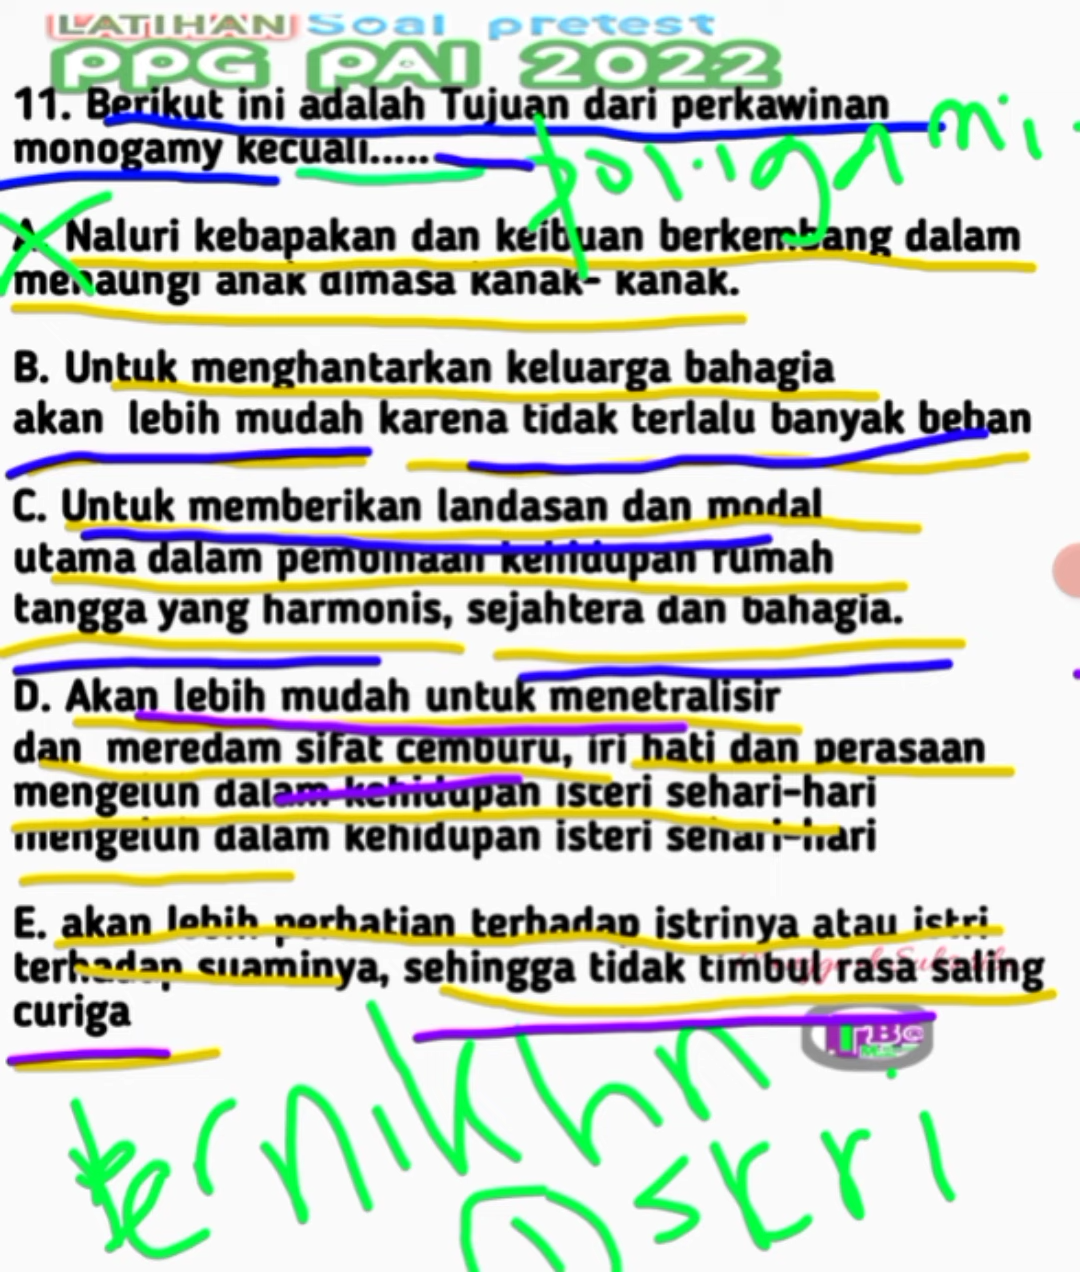 LATIHAN Soal pretest
PPG PAI 2022
11. Berikut ini adalah Tujuan dari perkawinan
monogamy kecuali.....
poligami
A. Naluri kebapakan dan keibuan berkembang dalam
menaungi anak dimasa kanak- kanak.
B. Untuk menghantarkan keluarga bahagia
akan lebih mudah karena tidak terlalu banyak beban
C. Untuk memberikan landasan dan modal
utama dalam pembinaan kehidupan rumah
tangga yang harmonis, sejahtera dan bahagia.
D. Akan lebih mudah untuk menetralisir
dan meredam sifat cemburu, iri hati dan perasaan
mengeluh dalam kehidupan isteri sehari-hari
mengeluh dalam kehidupan isteri sehari-hari
E. akan lebih perhatian terhadap istrinya atau istri
terhadap suaminya, sehingga tidak timbul rasa saling
curiga